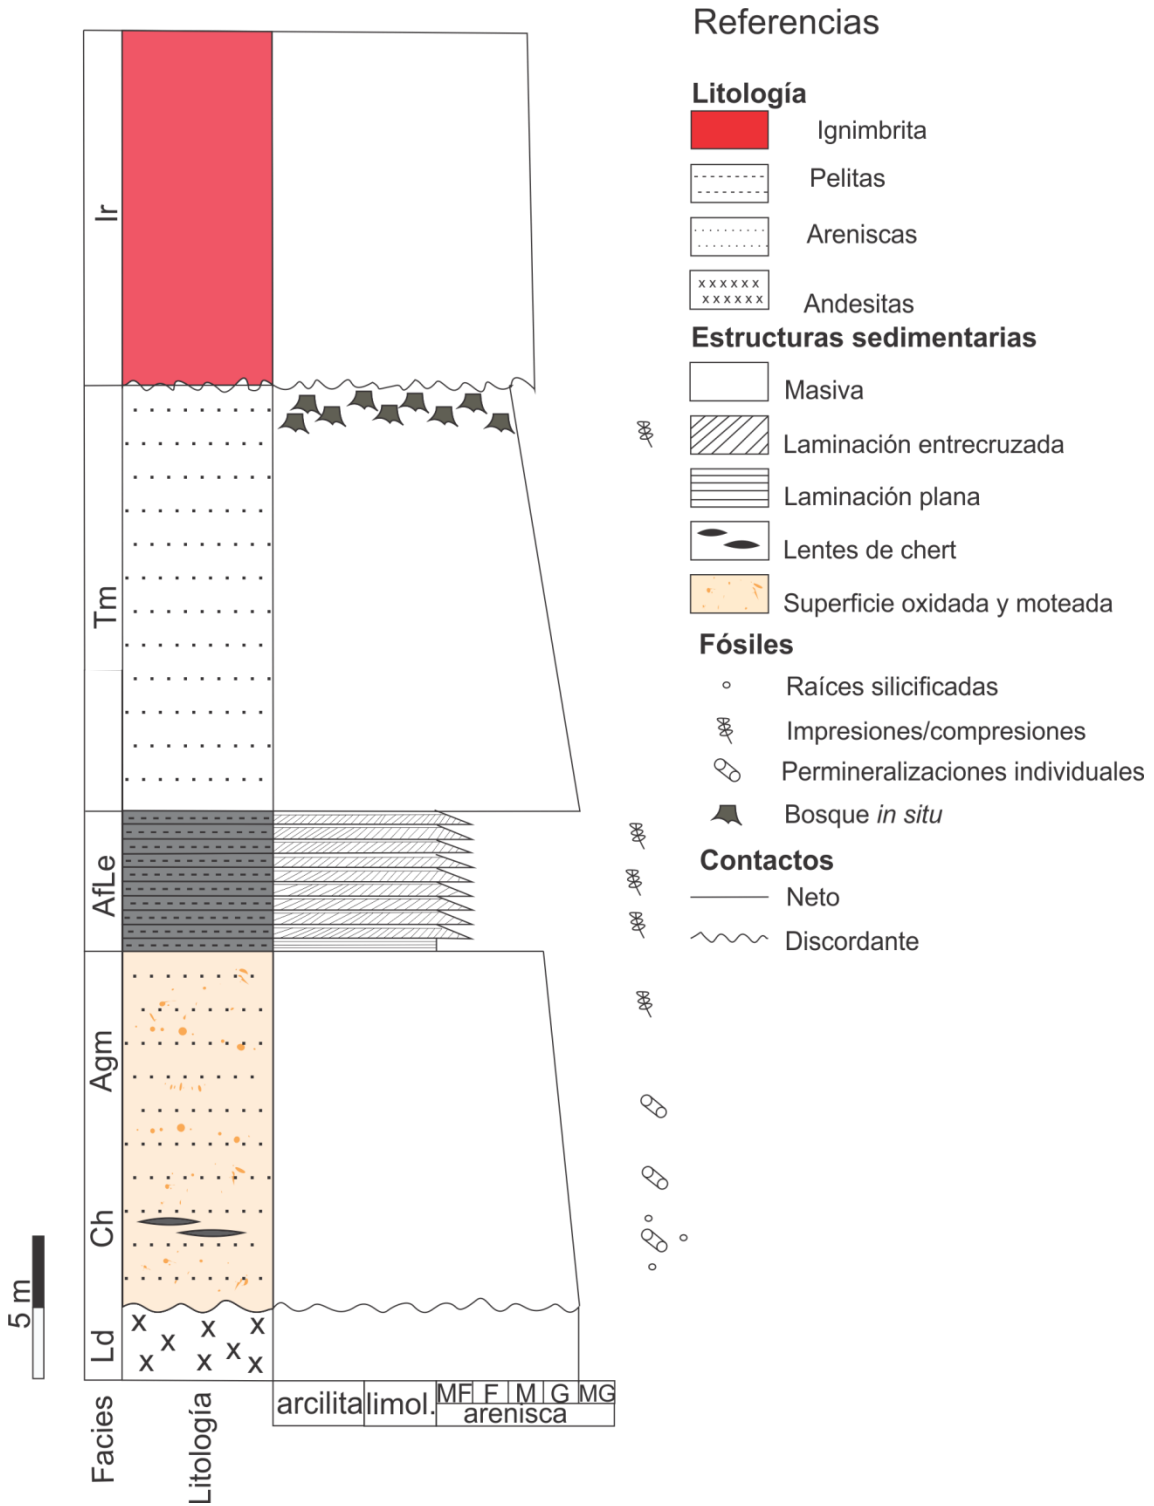 Referencias
Litología
Ignimbrita
Pelitas
Areniscas
Andesitas
Estructuras sedimentarias
Masiva
Laminación entrecruzada
Laminación plana
Lentes de chert
Superficie oxidada y moteada
Fósiles
Raíces silicificadas
Impresiones/compresiones
Permineralizaciones individuales
Bosque in situ
Contactos
Neto
Discordante
Ir
Tm
AfLe
Agm
Ch
Ld
5 m
Facies
Litología
arcilita limol. MF F M G MG
arenisca